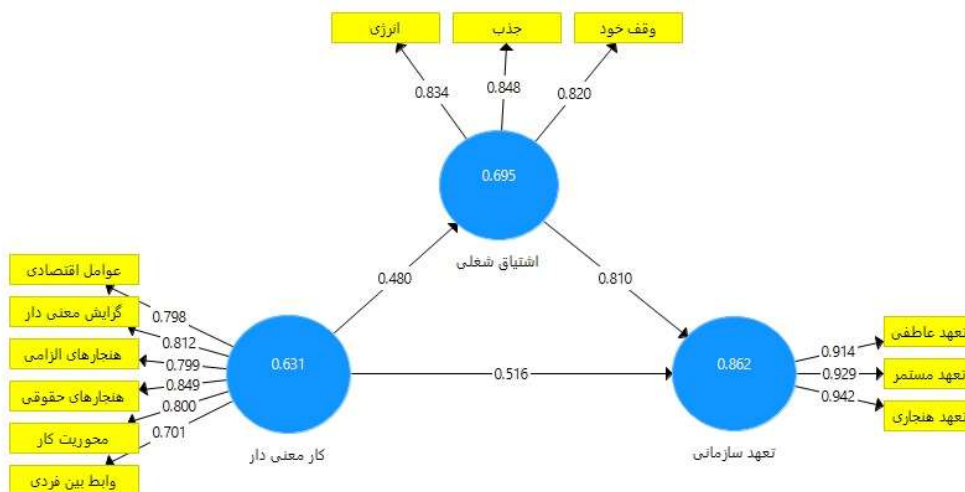 انرژی
جذب
وقف خود
0.834
0.848
0.820
0.695
اشتیاق شغلی
0.480
0.810
عوامل اقتصادی
گرایش معنی دار
هنجارهای الزامی
هنجارهای حقوقی
محوریت کار
وابط بین فردی
0.798
0.812
0.799
0.849
0.800
0.701
0.631
کار معنی دار
0.516
0.862
تعهد سازمانی
0.914
0.929
0.942
تعهد عاطفی
تعهد مستمر
تعهد هنجاری